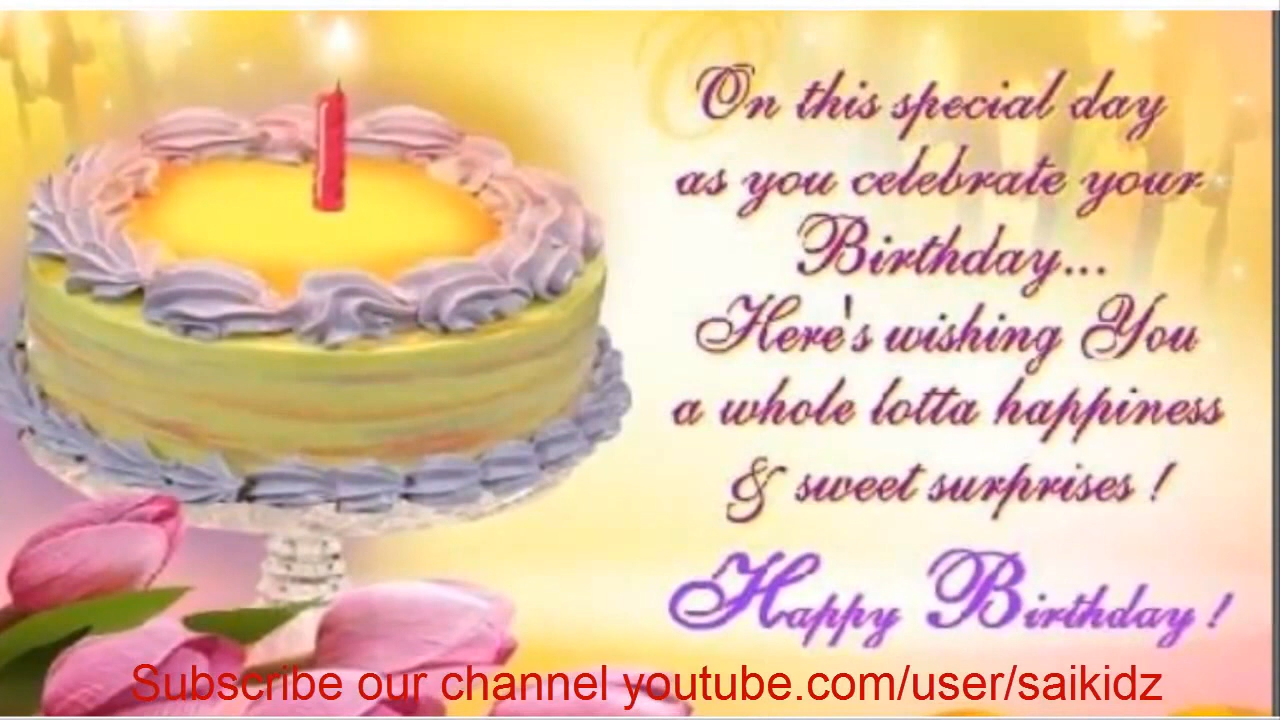 On this special day
as you celebrate your
Birthday...
Here's wishing You
a whole lotta happiness
& sweet surprises !
Happy Birthday !
Subscribe our channel youtube.com/user/saikidz